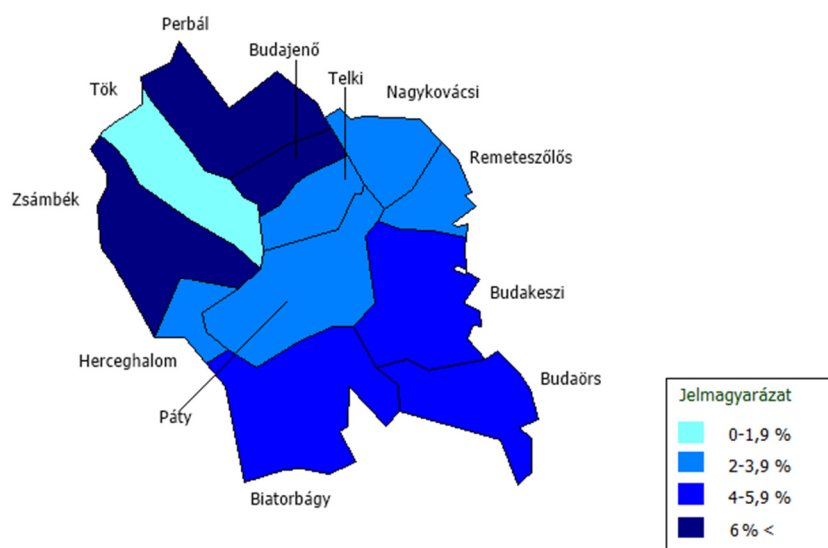 Perbál
Budajenő
Telki
Tök
Nagykovácsi
Remeteszőlős
Zsámbék
Budakeszi
Herceghalom
Budaörs
Páty
Biatorbágy
Jelmagyarázat
0-1,9 %
2-3,9 %
4-5,9 %
6 % <